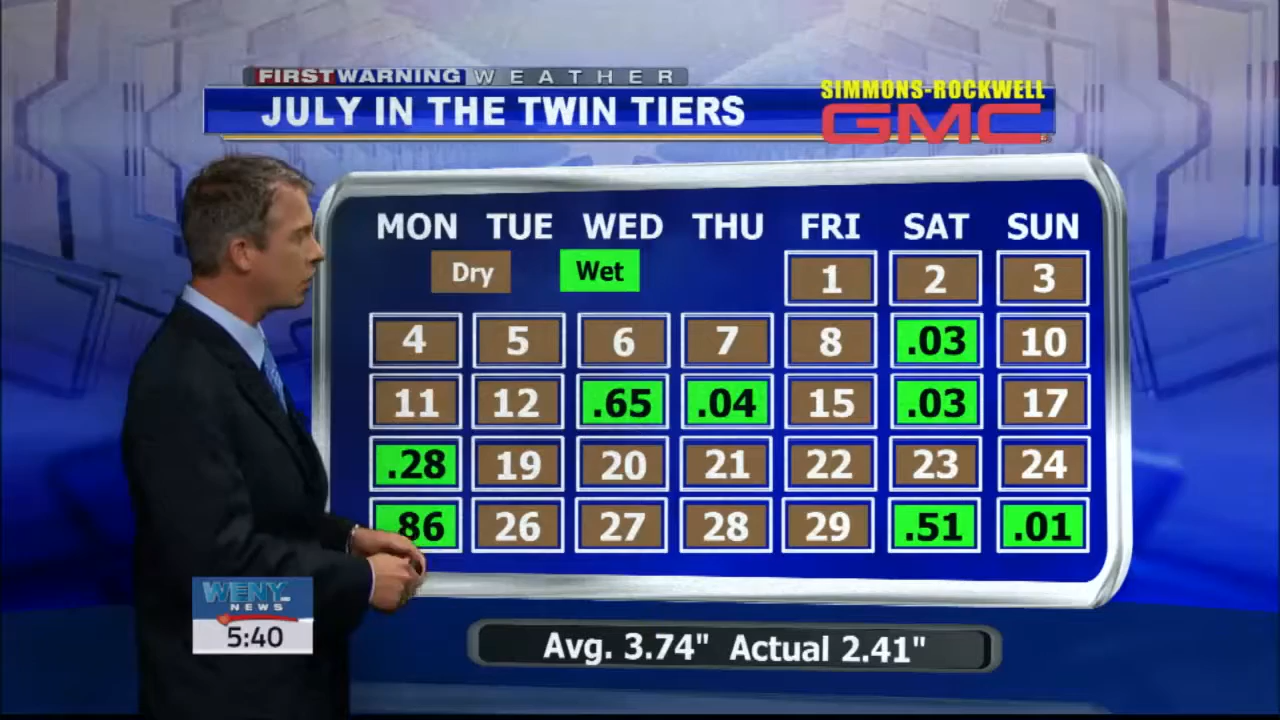 FIRST WARNING WEATHER
JULY IN THE TWIN TIERS
SIMMONS-ROCKWELL
GMC
MON TUE WED THU FRI SAT SUN
Dry Wet 1 2 3
4 5 6 7 8 .03 10
11 12 .65 .04 15 .03 17
.28 19 20 21 22 23 24
86 26 27 28 29 .51 .01
WENY
NEWS
5:40
Avg. 3.74" Actual 2.41"